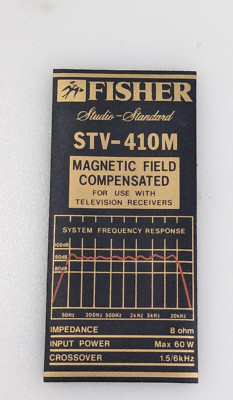 FISHER
Studio-Standard
STV-410M
MAGNETIC FIELD
COMPENSATED
FOR USE WITH
TELEVISION RECEIVERS
SYSTEM FREQUENCY RESPONSE
100dB
90dB
80dB
50Hz 200Hz 500Hz 2kHz 5kHz 20kHz
IMPEDANCE 8 ohm
INPUT POWER Max 60 W
CROSSOVER 1.5/6kHz